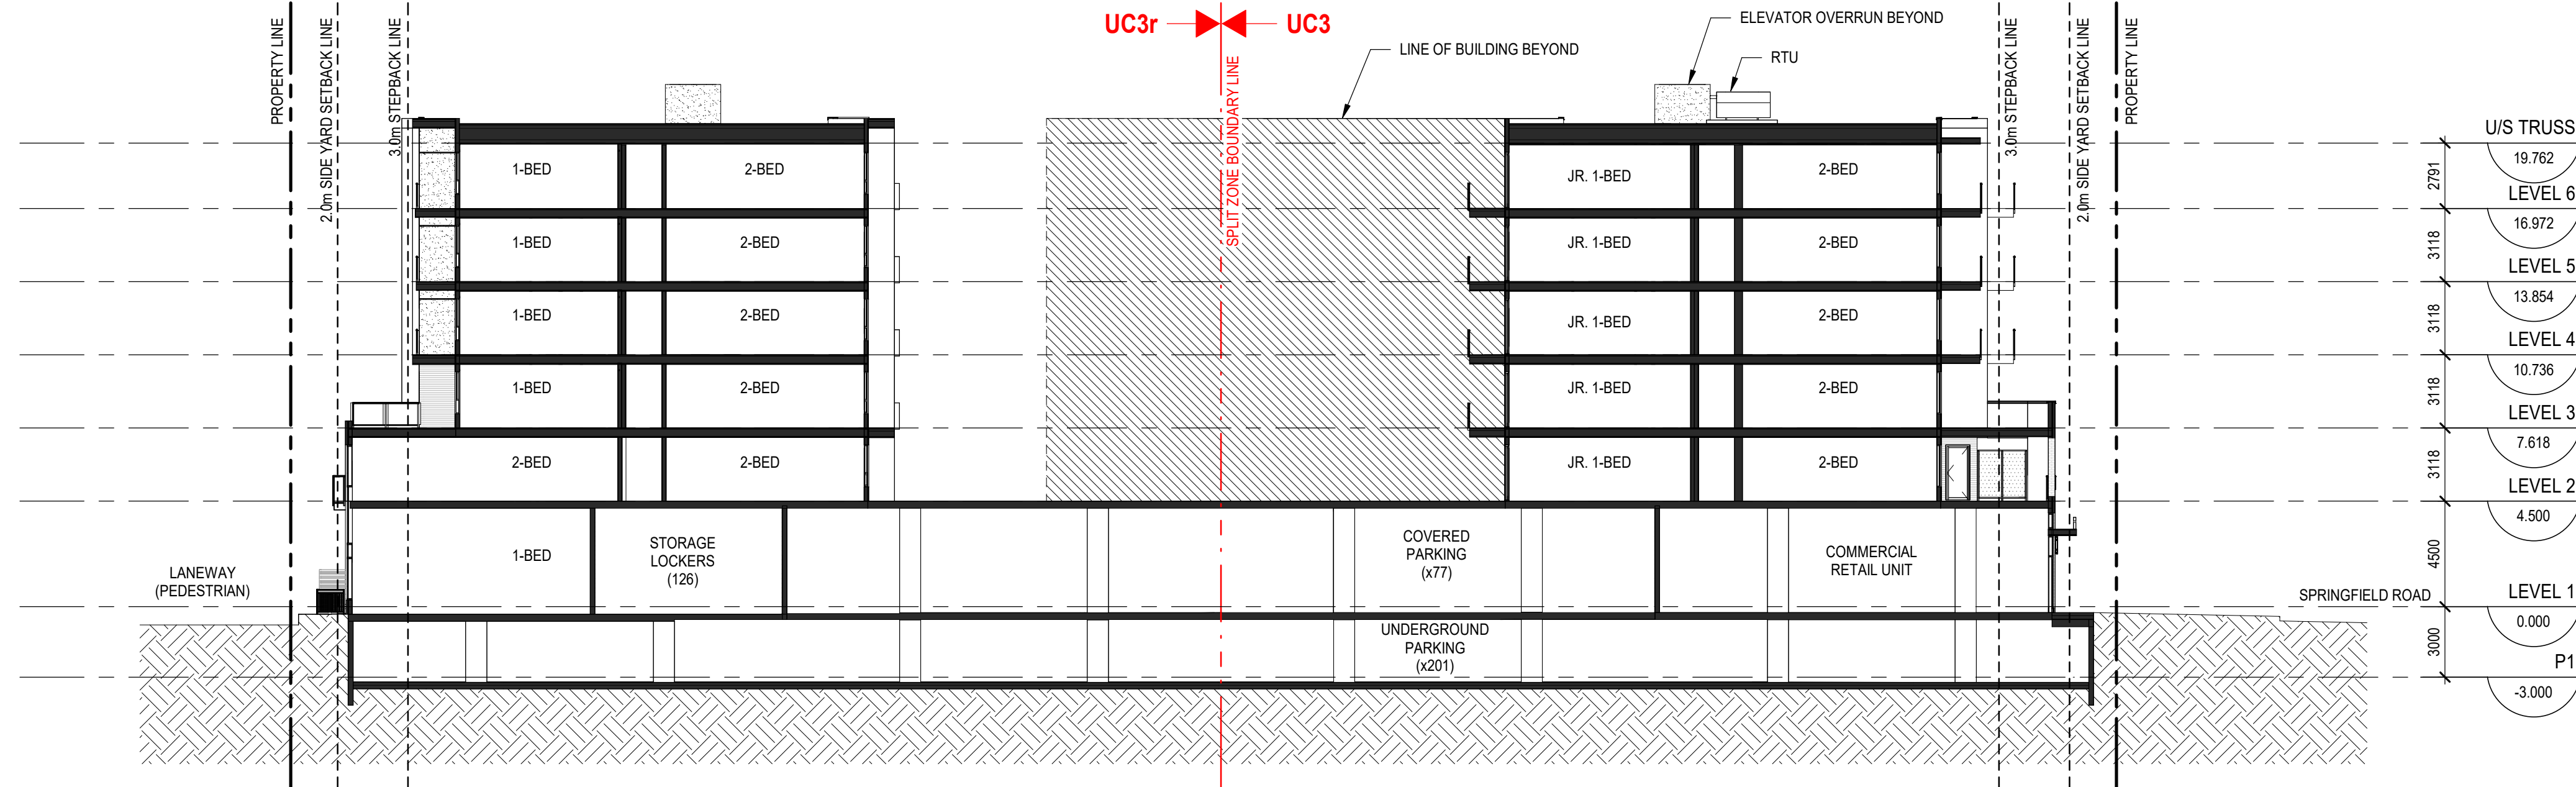 UC3r
UC3
ELEVATOR OVERRUN BEYOND
LINE OF BUILDING BEYOND
RTU
PROPERTY LINE
2.0m SIDE YARD SETBACK LINE
3.0m STEPBACK LINE
SPLIT ZONE BOUNDARY LINE
3.0m STEPBACK LINE
2.0m SIDE YARD SETBACK LINE
PROPERTY LINE
U/S TRUSS
19.762
2791
LEVEL 6
16.972
3118
LEVEL 5
13.854
3118
LEVEL 4
10.736
3118
LEVEL 3
7.618
3118
LEVEL 2
4.500
4500
LEVEL 1
0.000
3000
P1
-3.000
1-BED
2-BED
JR. 1-BED
2-BED
1-BED
2-BED
JR. 1-BED
2-BED
1-BED
2-BED
JR. 1-BED
2-BED
1-BED
2-BED
JR. 1-BED
2-BED
2-BED
2-BED
JR. 1-BED
2-BED
LANEWAY
(PEDESTRIAN)
1-BED
STORAGE
LOCKERS
(126)
COVERED
PARKING
(x77)
COMMERCIAL
RETAIL UNIT
SPRINGFIELD ROAD
UNDERGROUND
PARKING
(x201)